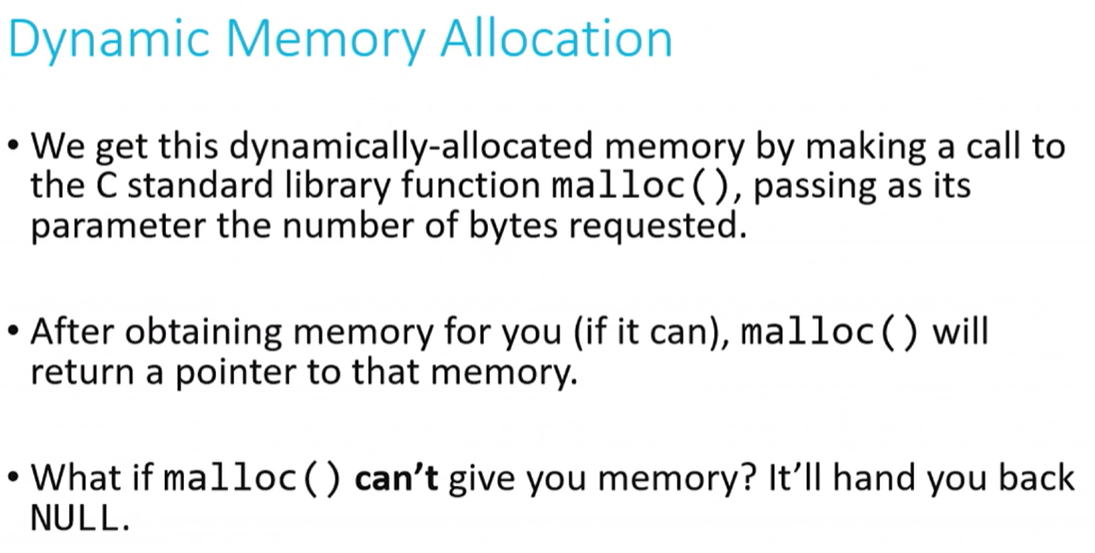 Dynamic Memory Allocation
• We get this dynamically-allocated memory by making a call to
the C standard library function malloc(), passing as its
parameter the number of bytes requested.
• After obtaining memory for you (if it can), malloc() will
return a pointer to that memory.
• What if malloc() can’t give you memory? It’ll hand you back
NULL.